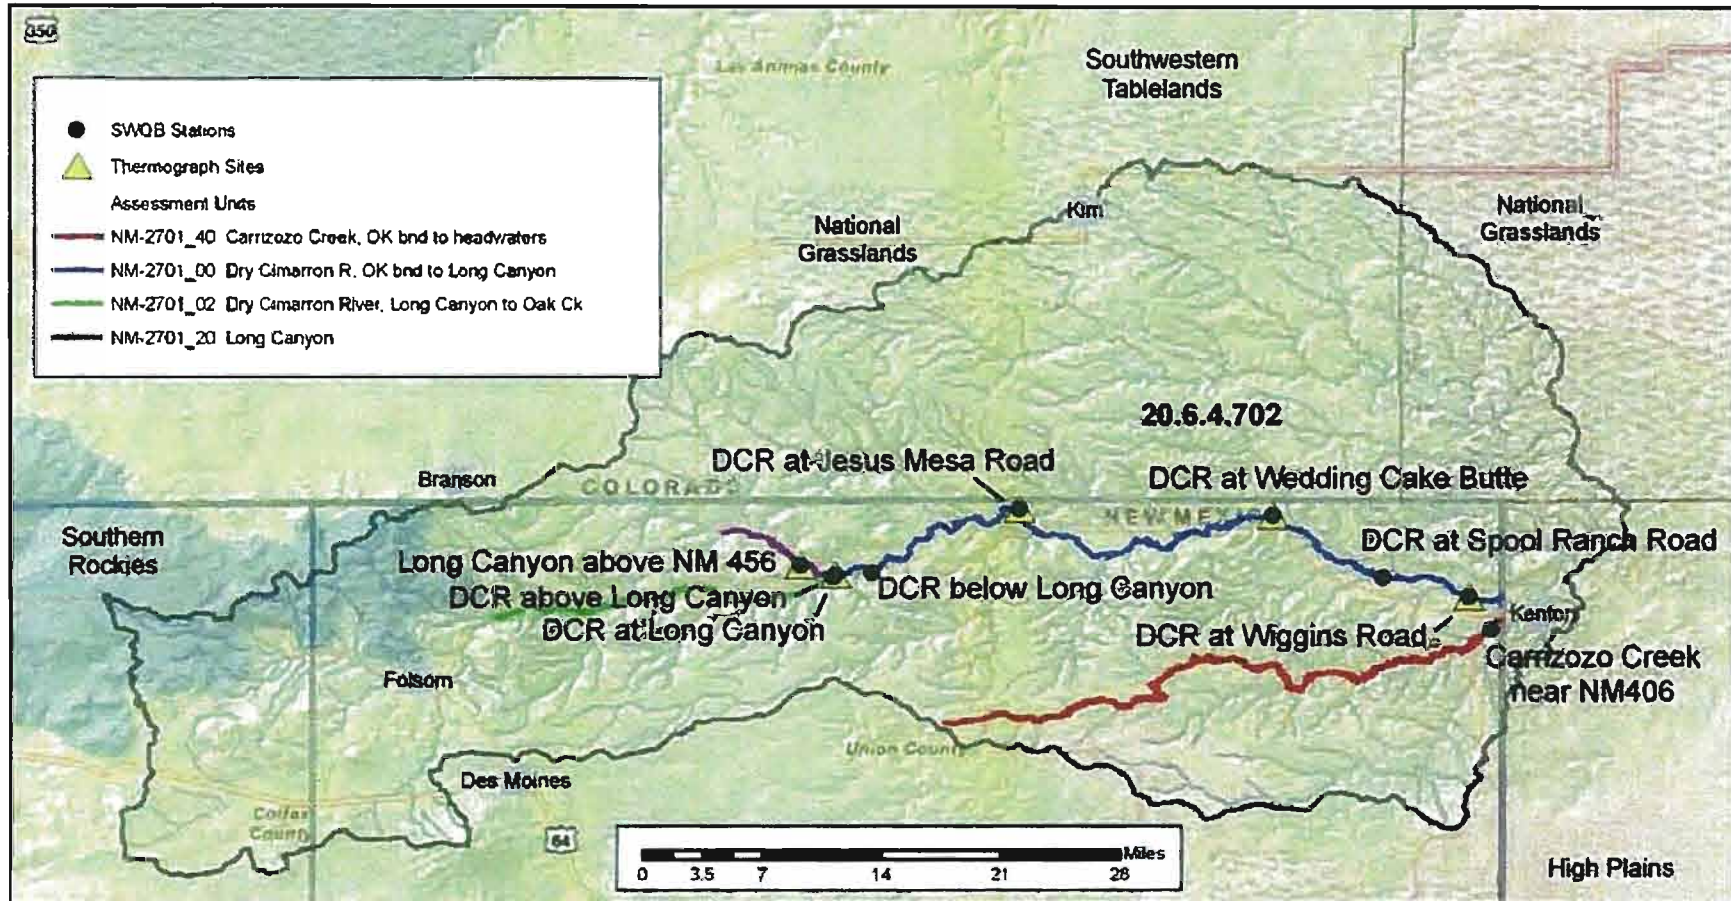 350
Las Animas County
Southwestern
Tablelands
SWQB Stations
Thermograph Sites
Assessment Units
NM-2701_40 Carrizozo Creek, OK bnd to headwaters
NM-2701_00 Dry Cimarron R, OK bnd to Long Canyon
NM-2701_02 Dry Cimarron River, Long Canyon to Oak Ck
NM-2701_20 Long Canyon
National
Grasslands
Kim
National
Grasslands
20.6.4.702
DCR at Jesus Mesa Road
Branson
COLORADO
DCR at Wedding Cake Butte
NEW MEXICO
Southern
Rockies
DCR at Spool Ranch Road
Long Canyon above NM 456
DCR above Long Canyon
DCR below Long Canyon
DCR at Long Canyon
Kenton
DCR at Wiggins Road
Carrizozo Creek
near NM406
Folsom
Union County
Des Moines
Colfax
County
64
Miles
0 3.5 7 14 21 28
High Plains